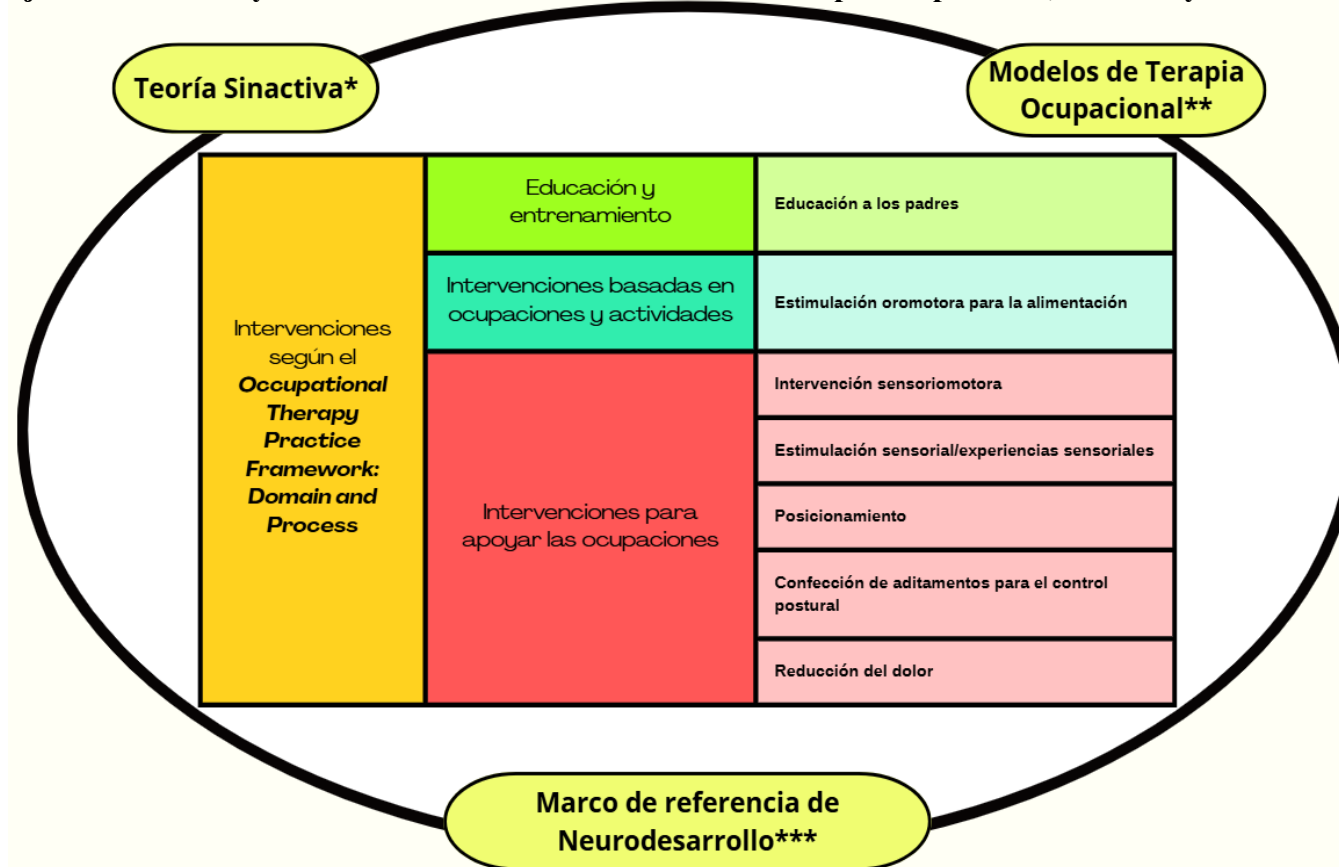 Teoría Sinactiva*
Modelos de Terapia
Ocupacional**
Intervenciones
según el
Occupational
Therapy
Practice
Framework:
Domain and
Process
Educación y
entrenamiento
Educación a los padres
Intervenciones basadas en
ocupaciones y actividades
Estimulación oromotora para la alimentación
Intervenciones para
apoyar las ocupaciones
Intervención sensoriomotora
Estimulación sensorial/experiencias sensoriales
Posicionamiento
Confección de aditamentos para el control
postural
Reducción del dolor
Marco de referencia de
Neurodesarrollo***